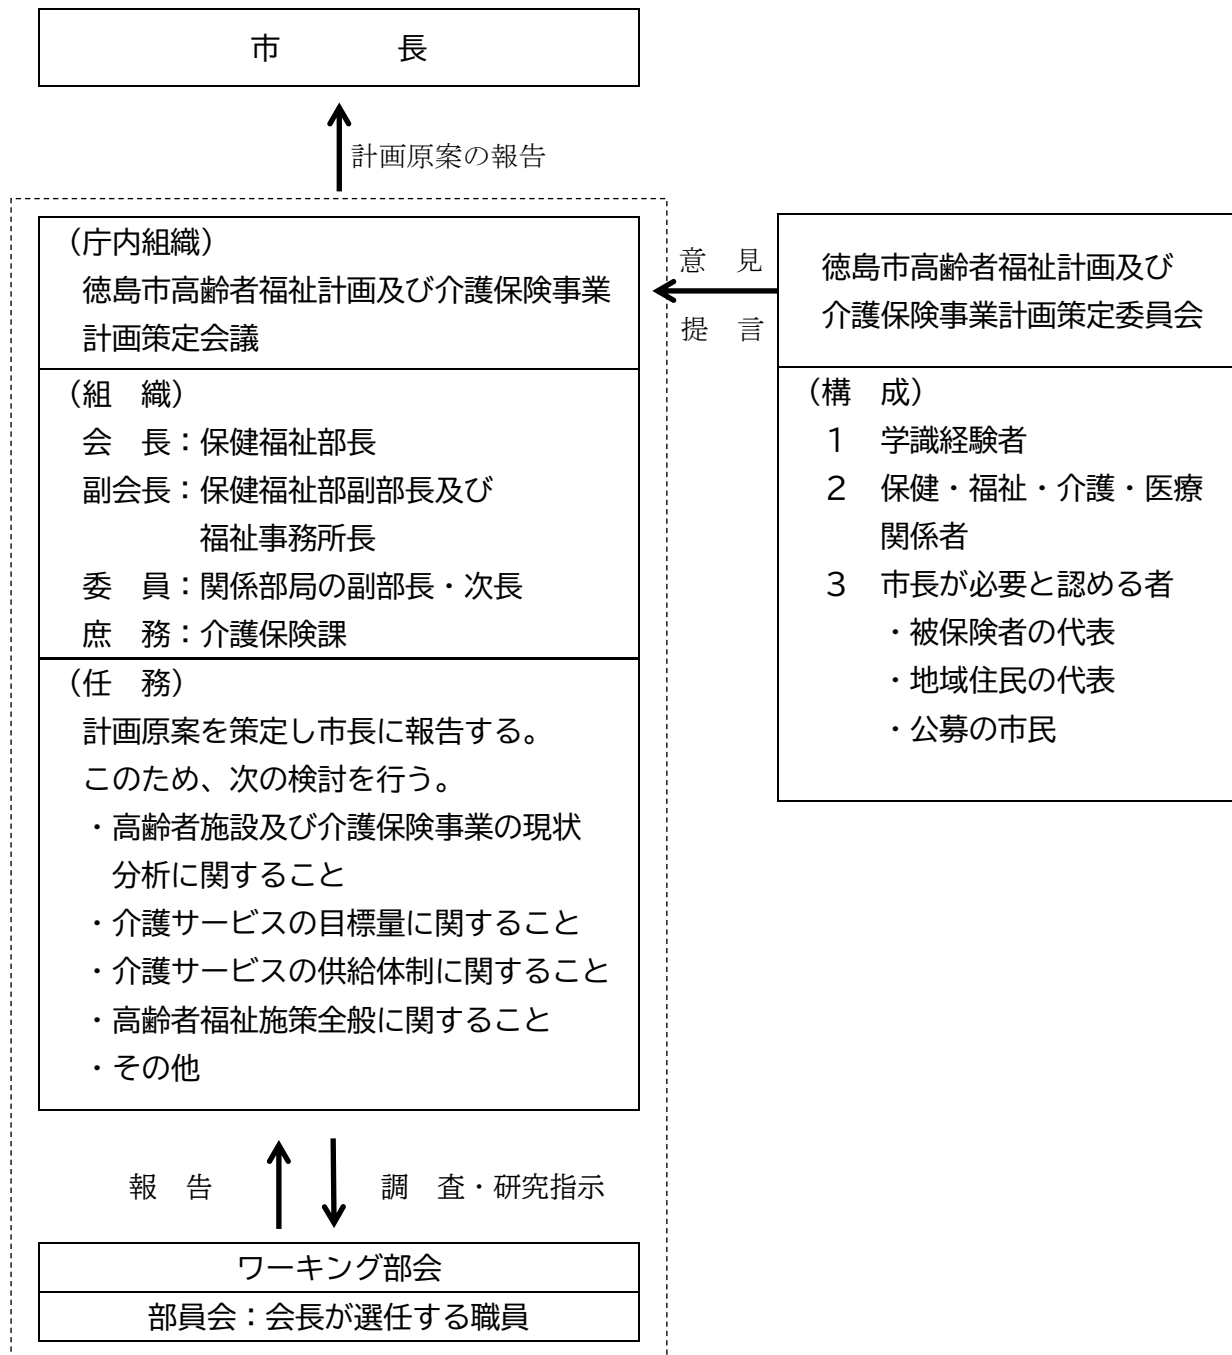 市　　　　長
計画原案の報告
（庁内組織）
徳島市高齢者福祉計画及び介護保険事業
計画策定会議
（組　織）
会　長：保健福祉部長
副会長：保健福祉部副部長及び
福祉事務所長
委　員：関係部局の副部長・次長
庶　務：介護保険課
（任　務）
計画原案を策定し市長に報告する。
このため、次の検討を行う。
・高齢者施設及び介護保険事業の現状
分析に関すること
・介護サービスの目標量に関すること
・介護サービスの供給体制に関すること
・高齢者福祉施策全般に関すること
・その他
意　見
提　言
徳島市高齢者福祉計画及び
介護保険事業計画策定委員会
（構　成）
１　学識経験者
２　保健・福祉・介護・医療
関係者
３　市長が必要と認める者
・被保険者の代表
・地域住民の代表
・公募の市民
報　告
調　査・研究指示
ワーキング部会
部員会：会長が選任する職員